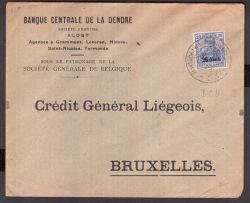 BANQUE CENTRALE DE LA DENDRE
SOCIÉTÉ ANONYME
ALOST
Agences à Grammont, Lokeren, Ninove,
Saint-Nicolas, Termonde
SOUS LE PATRONAGE DE LA
SOCIÉTÉ GÉNÉRALE DE BELGIQUE
Crédit Général Liégeois,
BRUXELLES.